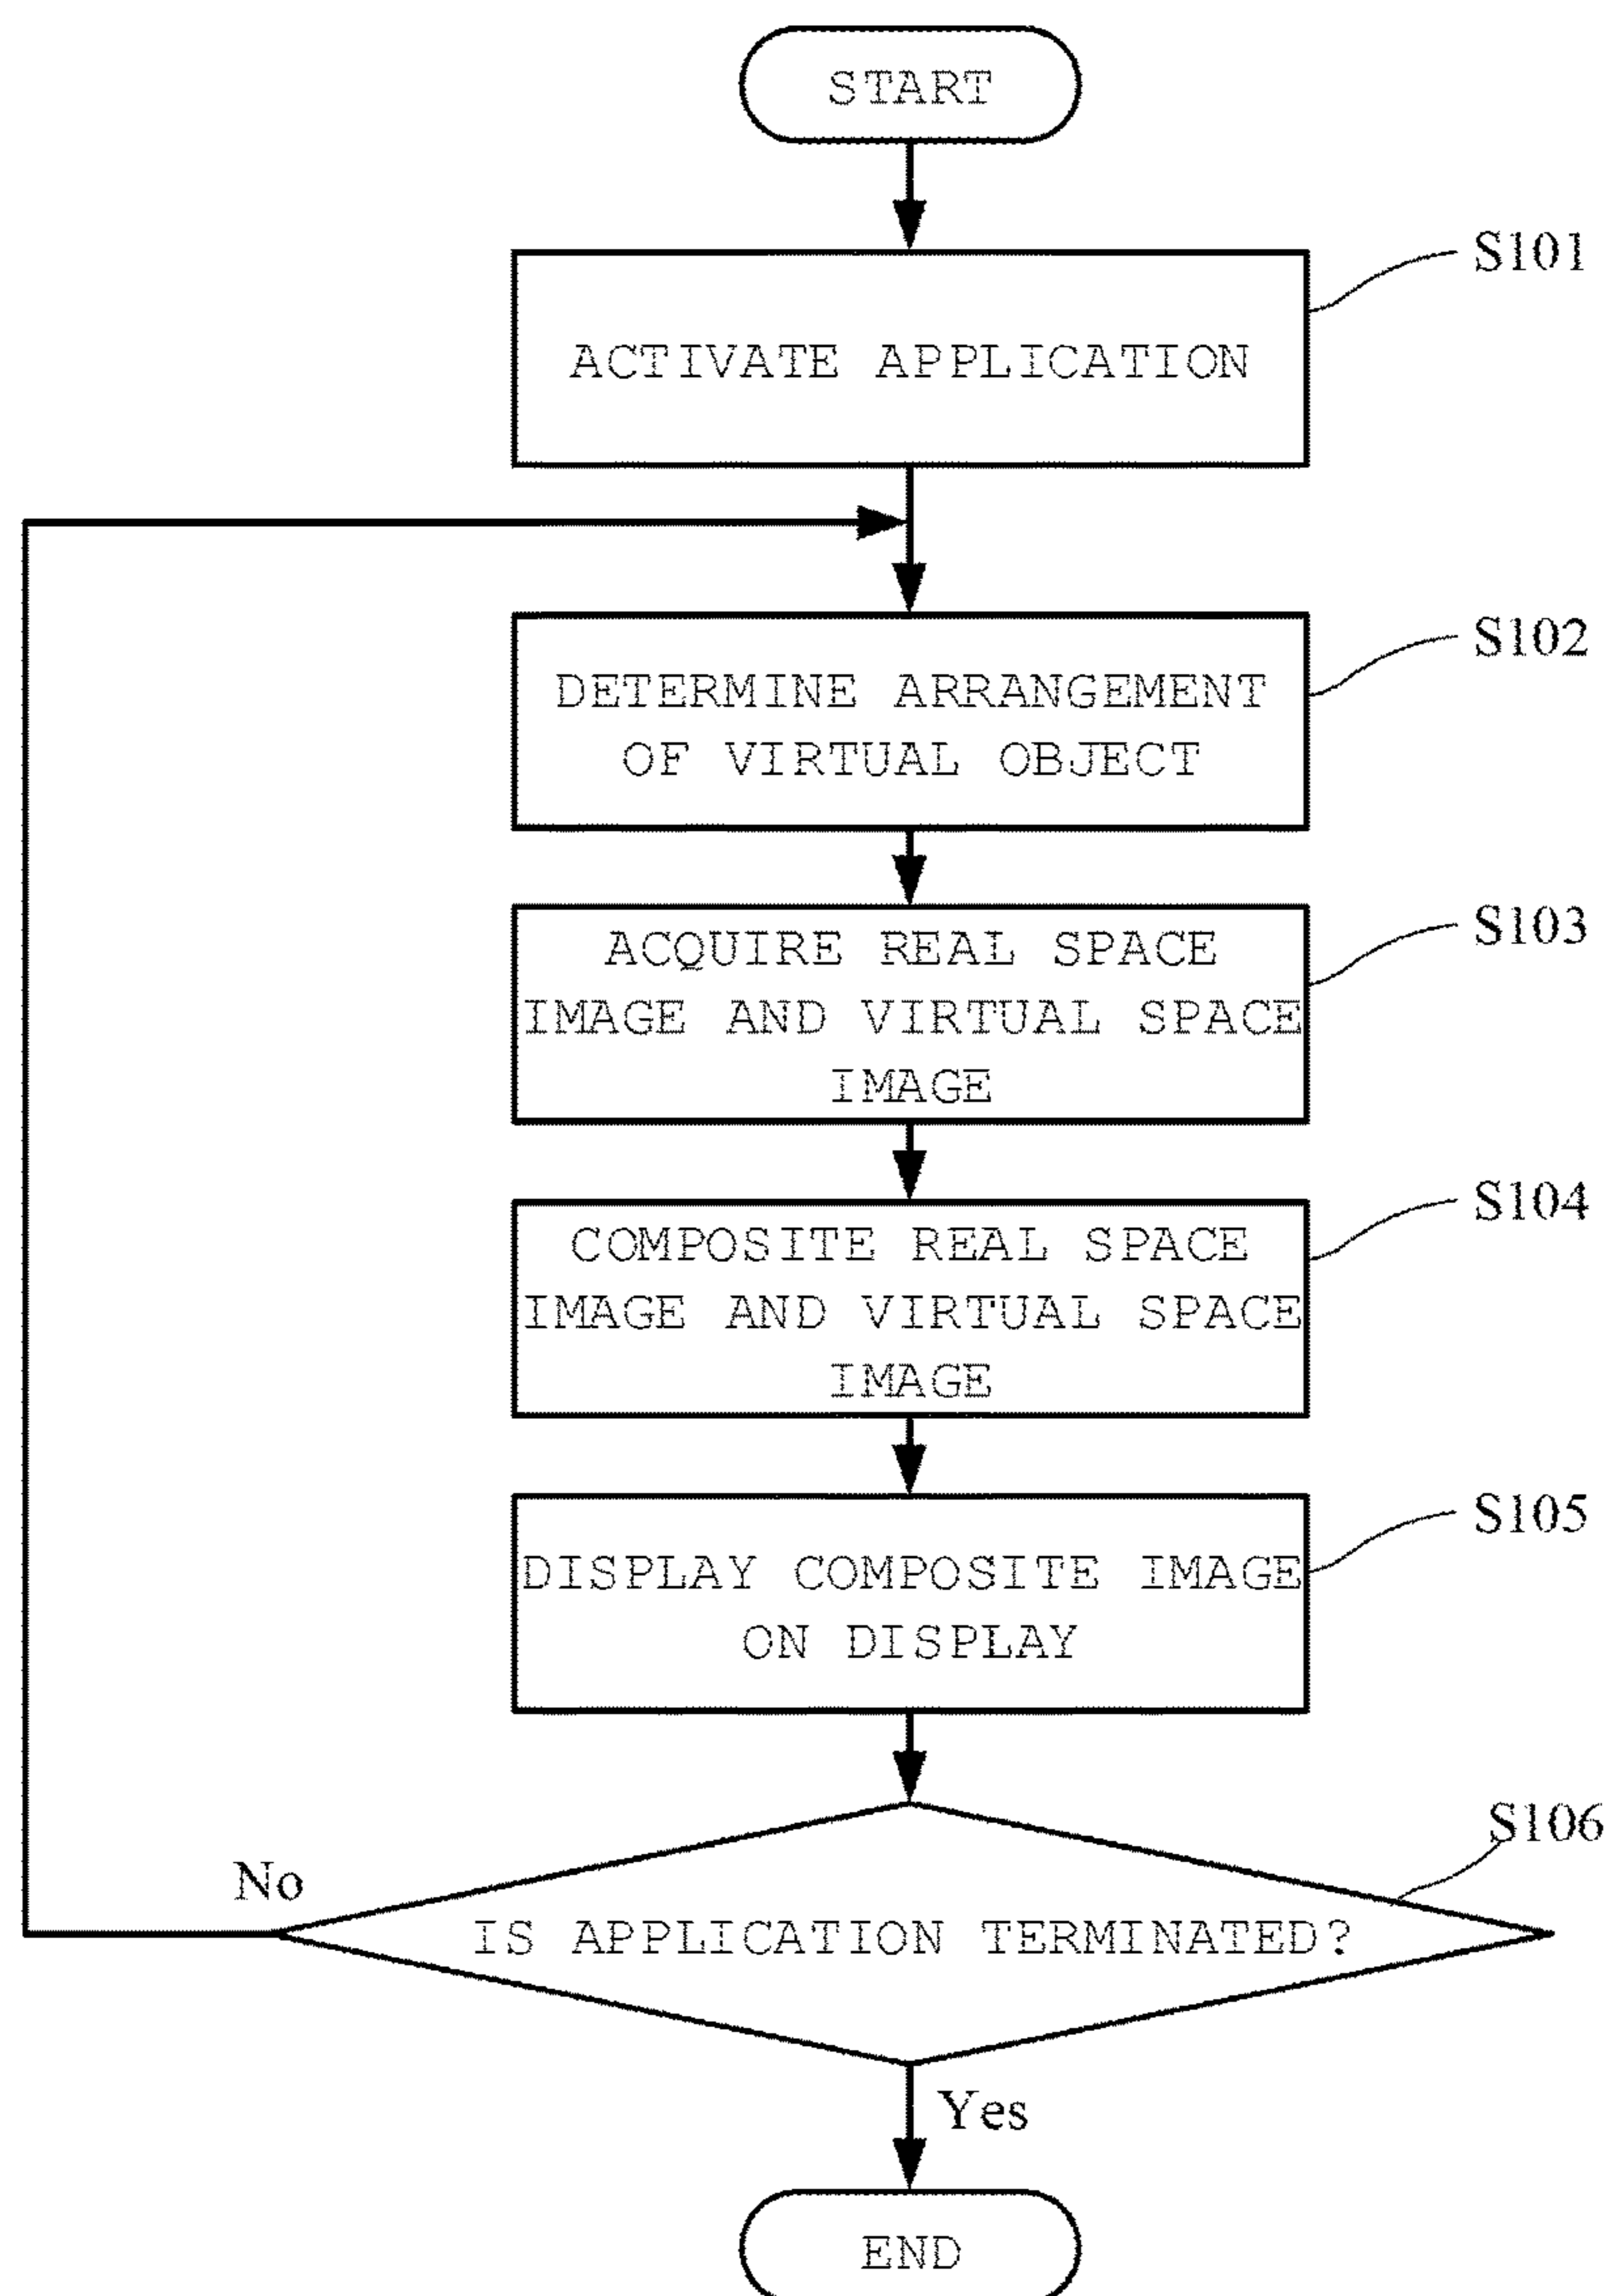 START
S101
ACTIVATE APPLICATION
S102
DETERMINE ARRANGEMENT
OF VIRTUAL OBJECT
S103
ACQUIRE REAL SPACE
IMAGE AND VIRTUAL SPACE
IMAGE
S104
COMPOSITE REAL SPACE
IMAGE AND VIRTUAL SPACE
IMAGE
S105
DISPLAY COMPOSITE IMAGE
ON DISPLAY
S106
No
IS APPLICATION TERMINATED?
Yes
END